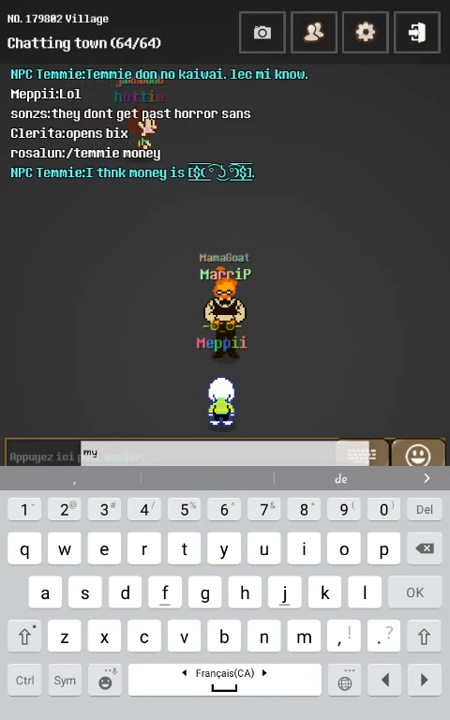 NO. 179802 Village
Chatting town (64/64)
NPC Temmie:Temmie don no kaiwai. lec mi know.
Meppii:Lol
hottie
sonzs:they dont get past horror sans
Clerita:opens bix
rosalun:/temmie money
NPC Temmie:I thnk money is [̲̅$̲̅(̲̅ ͡° ͜ʖ ͡°̲̅)̲̅$̲̅].
MamaGoat
MarriP
Meppii
Appuyez ici p
my
, de >
1 - 2 @ 3 # 4 / 5 % 6 ^ 7 & 8 * 9 ( 0 ) Del
q w e r t y u i o p
a s d f g h j k l OK
z x c v b n m , ! . ?
Ctrl Sym Français(CA)